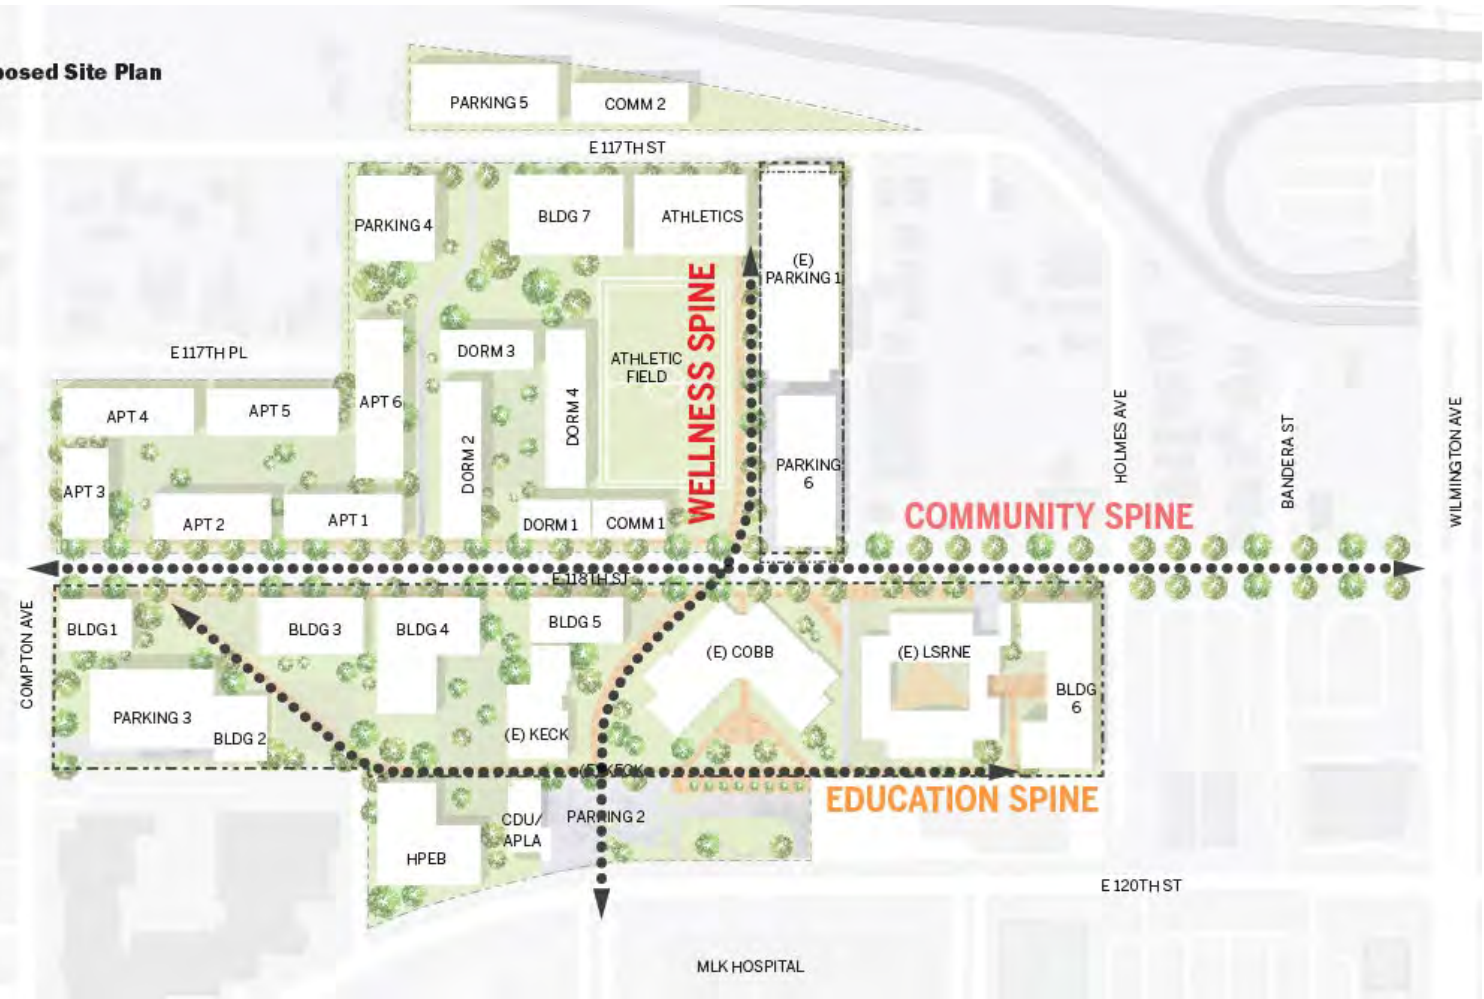 posed Site Plan
PARKING 5
COMM 2
E 117TH ST
PARKING 4
BLDG 7
ATHLETICS
(E)
PARKING 1
WELLNESS SPINE
E 117TH PL
DORM 3
ATHLETIC
FIELD
APT 4
APT 5
APT 6
DORM 4
DORM 2
HOLMES AVE
BANDERA ST
WILMINGTON AVE
APT 3
PARKING
6
APT 2
APT 1
DORM 1
COMM 1
COMMUNITY SPINE
E 118TH ST
COMPTON AVE
BLDG 1
BLDG 3
BLDG 4
BLDG 5
(E) COBB
(E) LSRNE
BLDG
6
PARKING 3
BLDG 2
(E) KECK
(E) KECK
EDUCATION SPINE
CDU/
APLA
PARKING 2
HPEB
E 120TH ST
MLK HOSPITAL